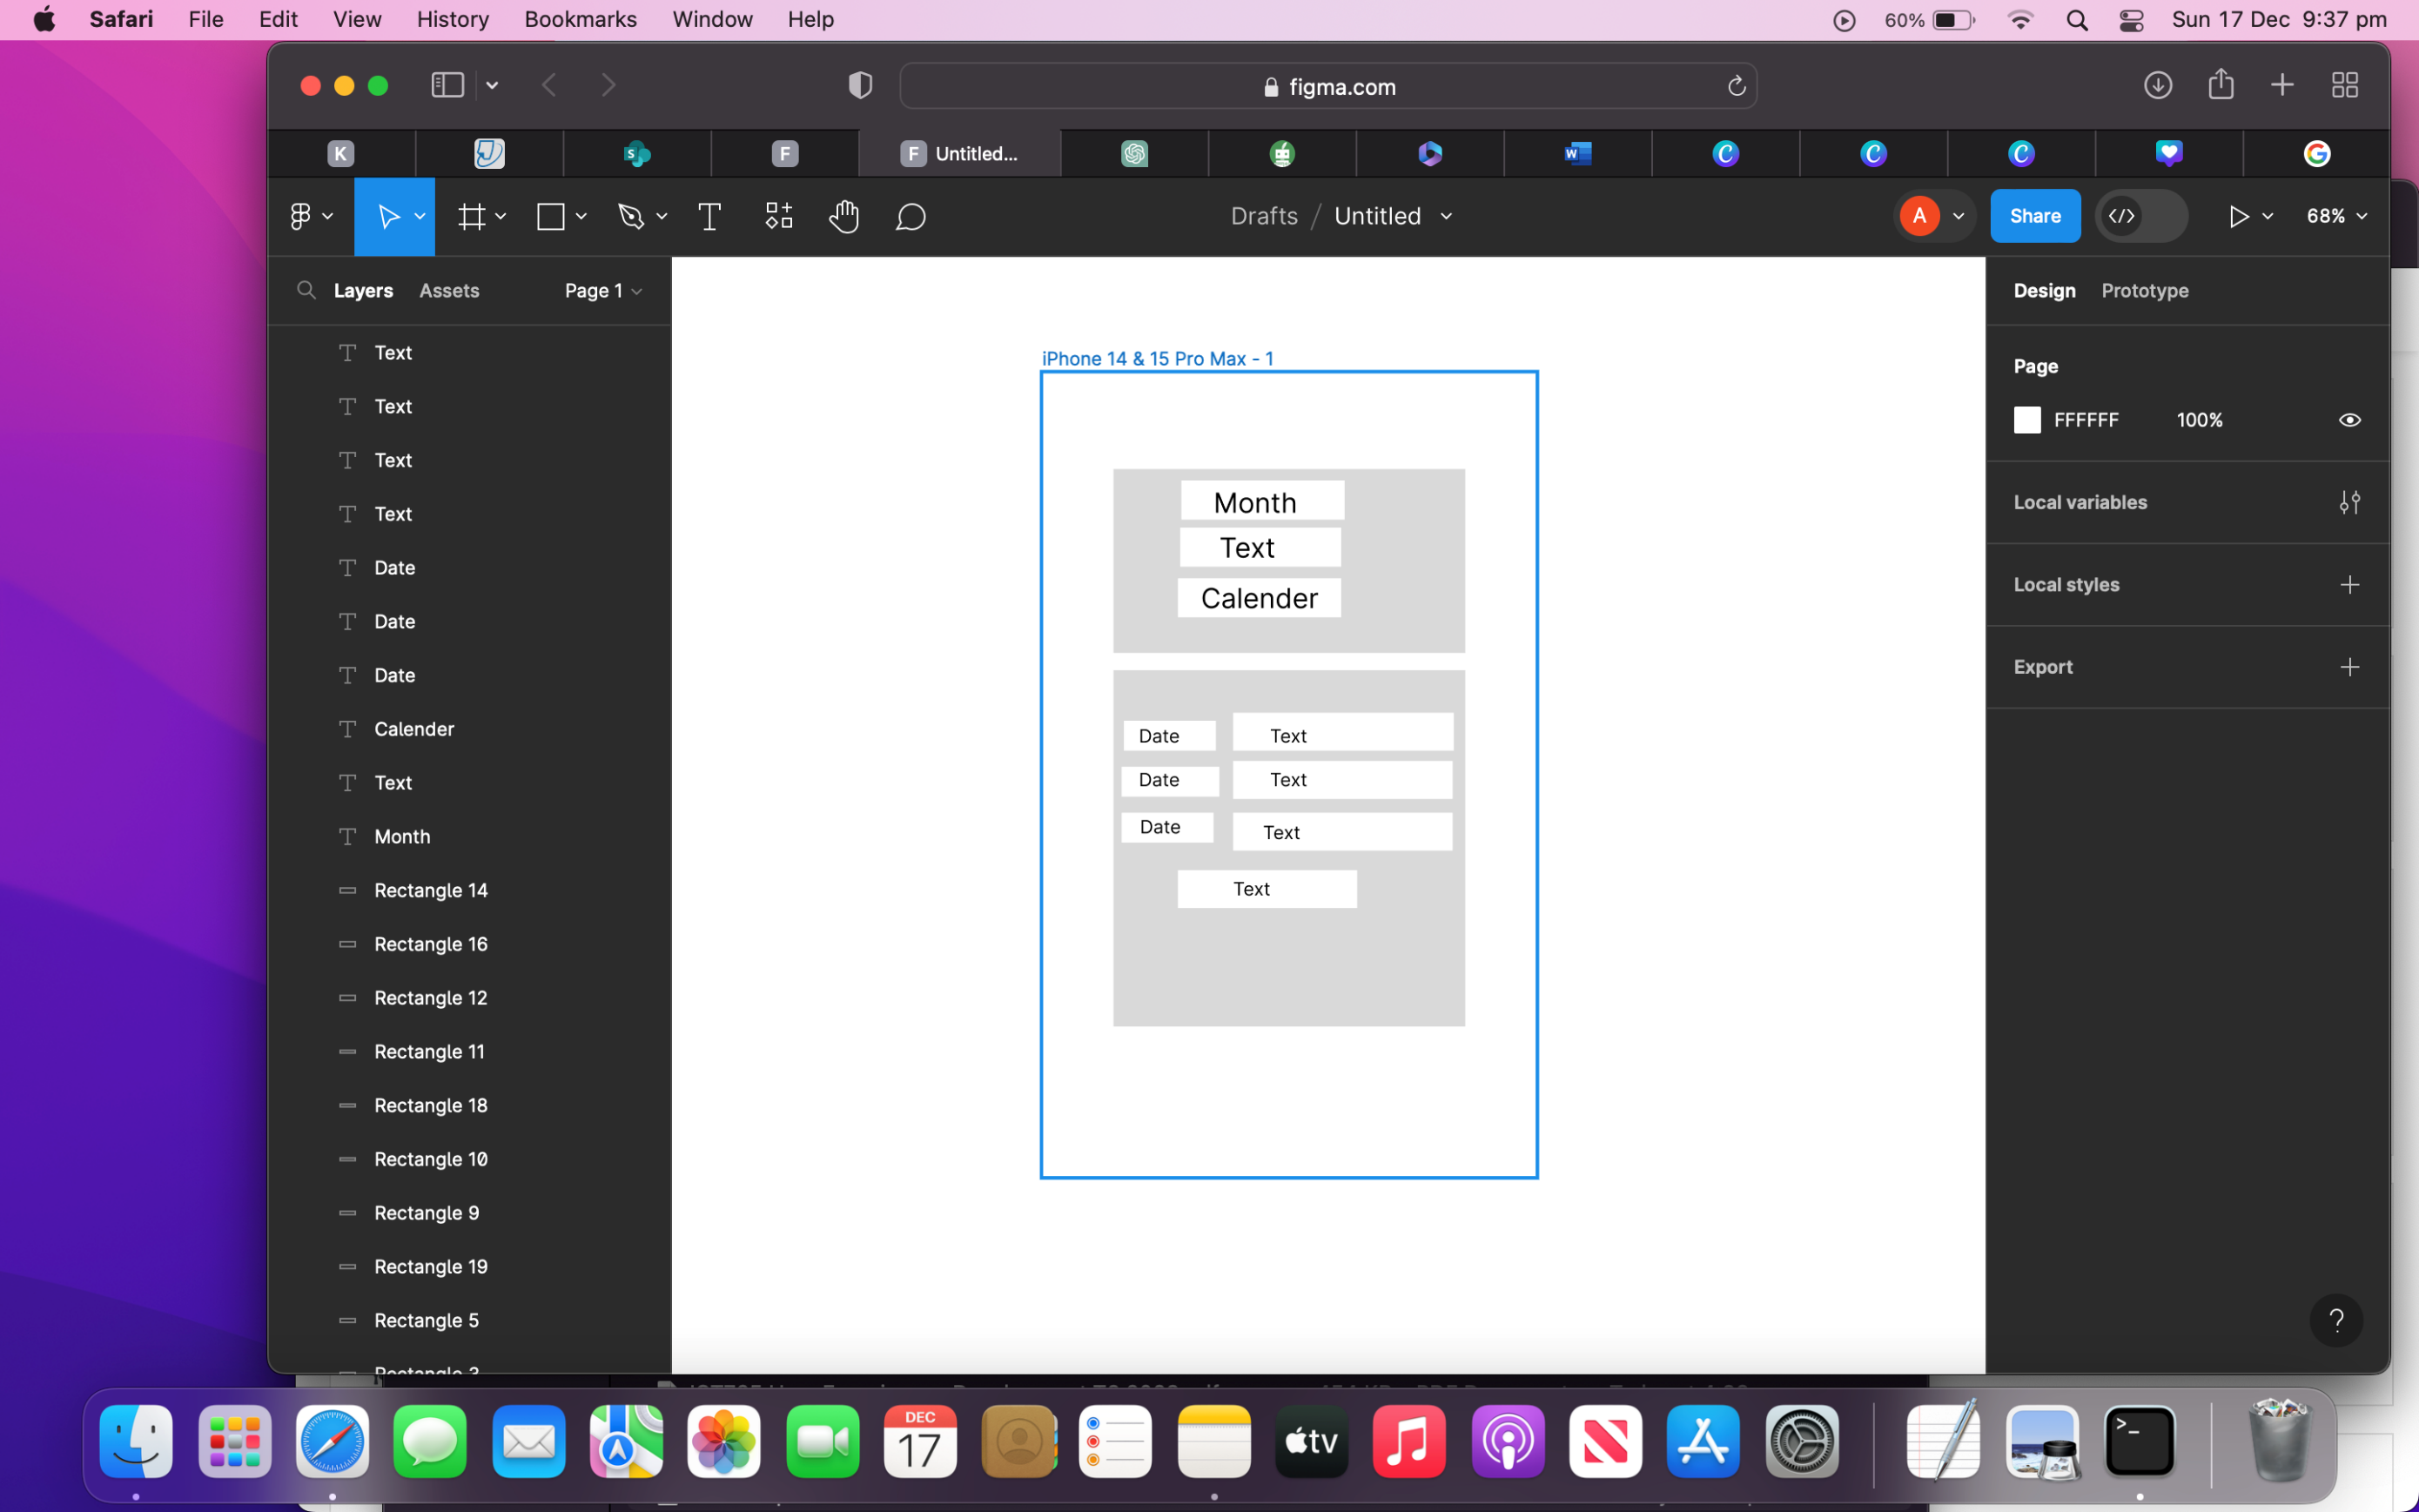 Safari File Edit View History Bookmarks Window Help 60% Sun 17 Dec 9:37 pm
figma.com
K S F F Untitled... W C C C G
Drafts / Untitled A Share 68%
Layers Assets Page 1
Text
Text
Text
Text
Date
Date
Date
Calender
Text
Month
Rectangle 14
Rectangle 16
Rectangle 12
Rectangle 11
Rectangle 18
Rectangle 10
Rectangle 9
Rectangle 19
Rectangle 5
Rectangle 3
iPhone 14 & 15 Pro Max - 1
Month
Text
Calender
Date Text
Date Text
Date Text
Text
Design Prototype
Page
FFFFFF 100%
Local variables
Local styles
Export
?
DEC
17
tv
>_